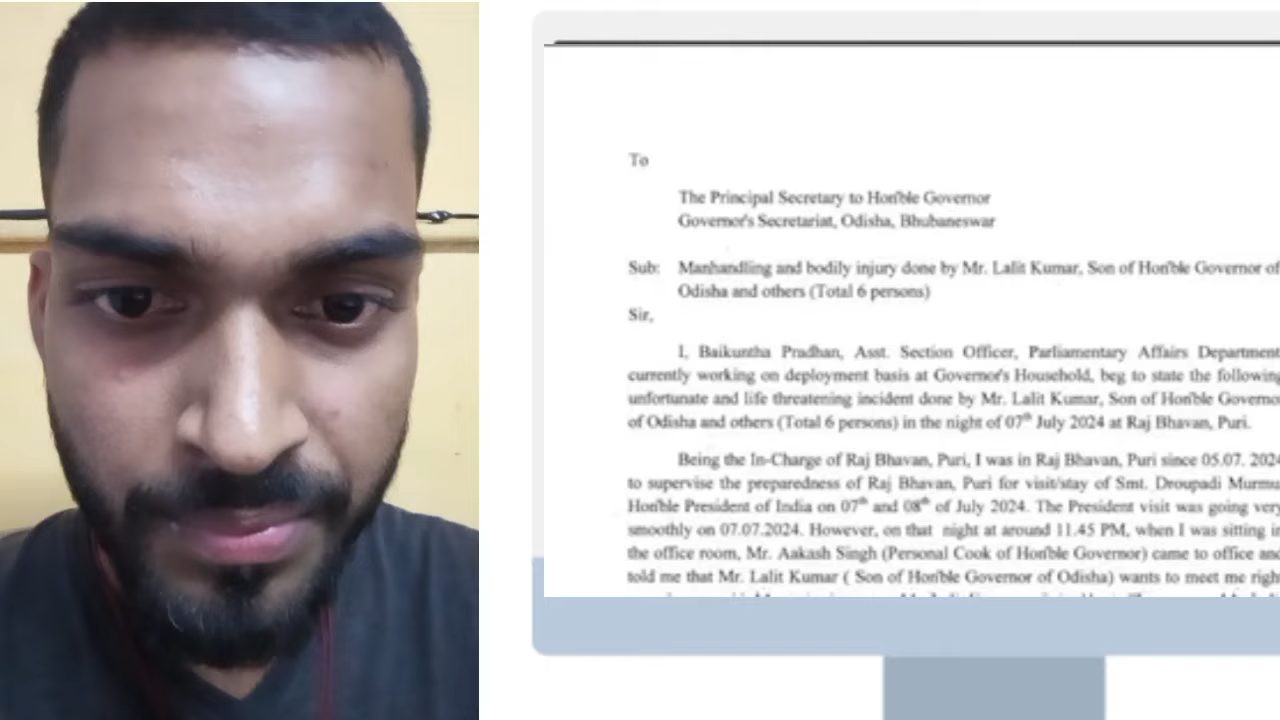 To
The Principal Secretary to Hon'ble Governor
Governor's Secretariat, Odisha, Bhubaneswar
Sub: Manhandling and bodily injury done by Mr. Lalit Kumar, Son of Hon'ble Governor of
Odisha and others (Total 6 persons)
Sir,
I, Baikuntha Pradhan, Asst. Section Officer, Parliamentary Affairs Department
currently working on deployment basis at Governor's Household, beg to state the following
unfortunate and life threatening incident done by Mr. Lalit Kumar, Son of Hon'ble Governo
of Odisha and others (Total 6 persons) in the night of 07th July 2024 at Raj Bhavan, Puri.
Being the In-Charge of Raj Bhavan, Puri, I was in Raj Bhavan, Puri since 05.07. 2024
to supervise the preparedness of Raj Bhavan, Puri for visit/stay of Smt. Droupadi Murmu
Hon'ble President of India on 07th and 08th of July 2024. The President visit was going very
smoothly on 07.07.2024. However, on that night at around 11.45 PM, when I was sitting in
the office room, Mr. Aakash Singh (Personal Cook of Hon'ble Governor) came to office and
told me that Mr. Lalit Kumar ( Son of Hon'ble Governor of Odisha) wants to meet me righ